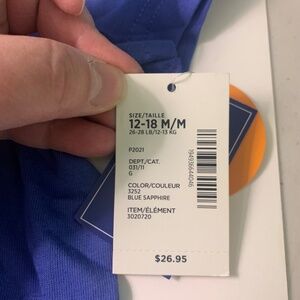 SIZE/TAILLE
12-18 M/M
26-28 LB/12-13 KG
P2021
DEPT./CAT.
031/11
G
COLOR/COULEUR
3252
BLUE SAPPHIRE
ITEM/ÉLÉMENT
3020720
$26.95
194936644046